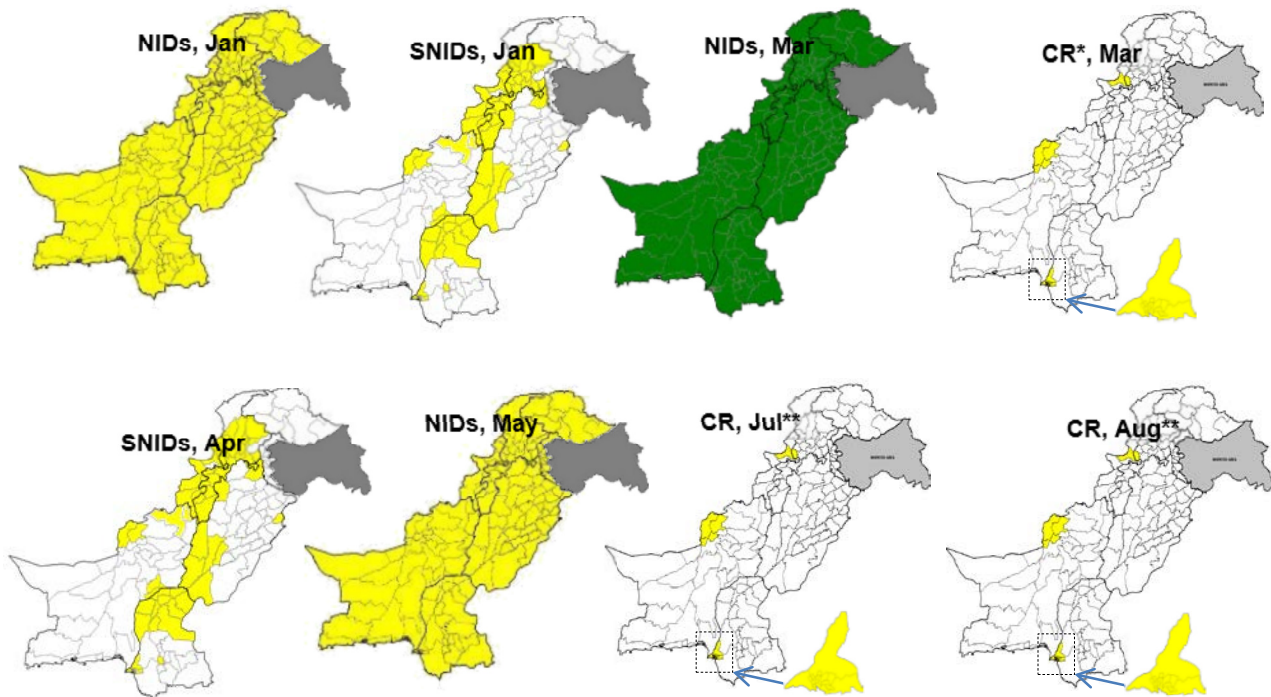 NIDs, Jan
SNIDs, Jan
NIDs, Mar
CR*, Mar
SNIDs, Apr
NIDs, May
CR, Jul**
CR, Aug**